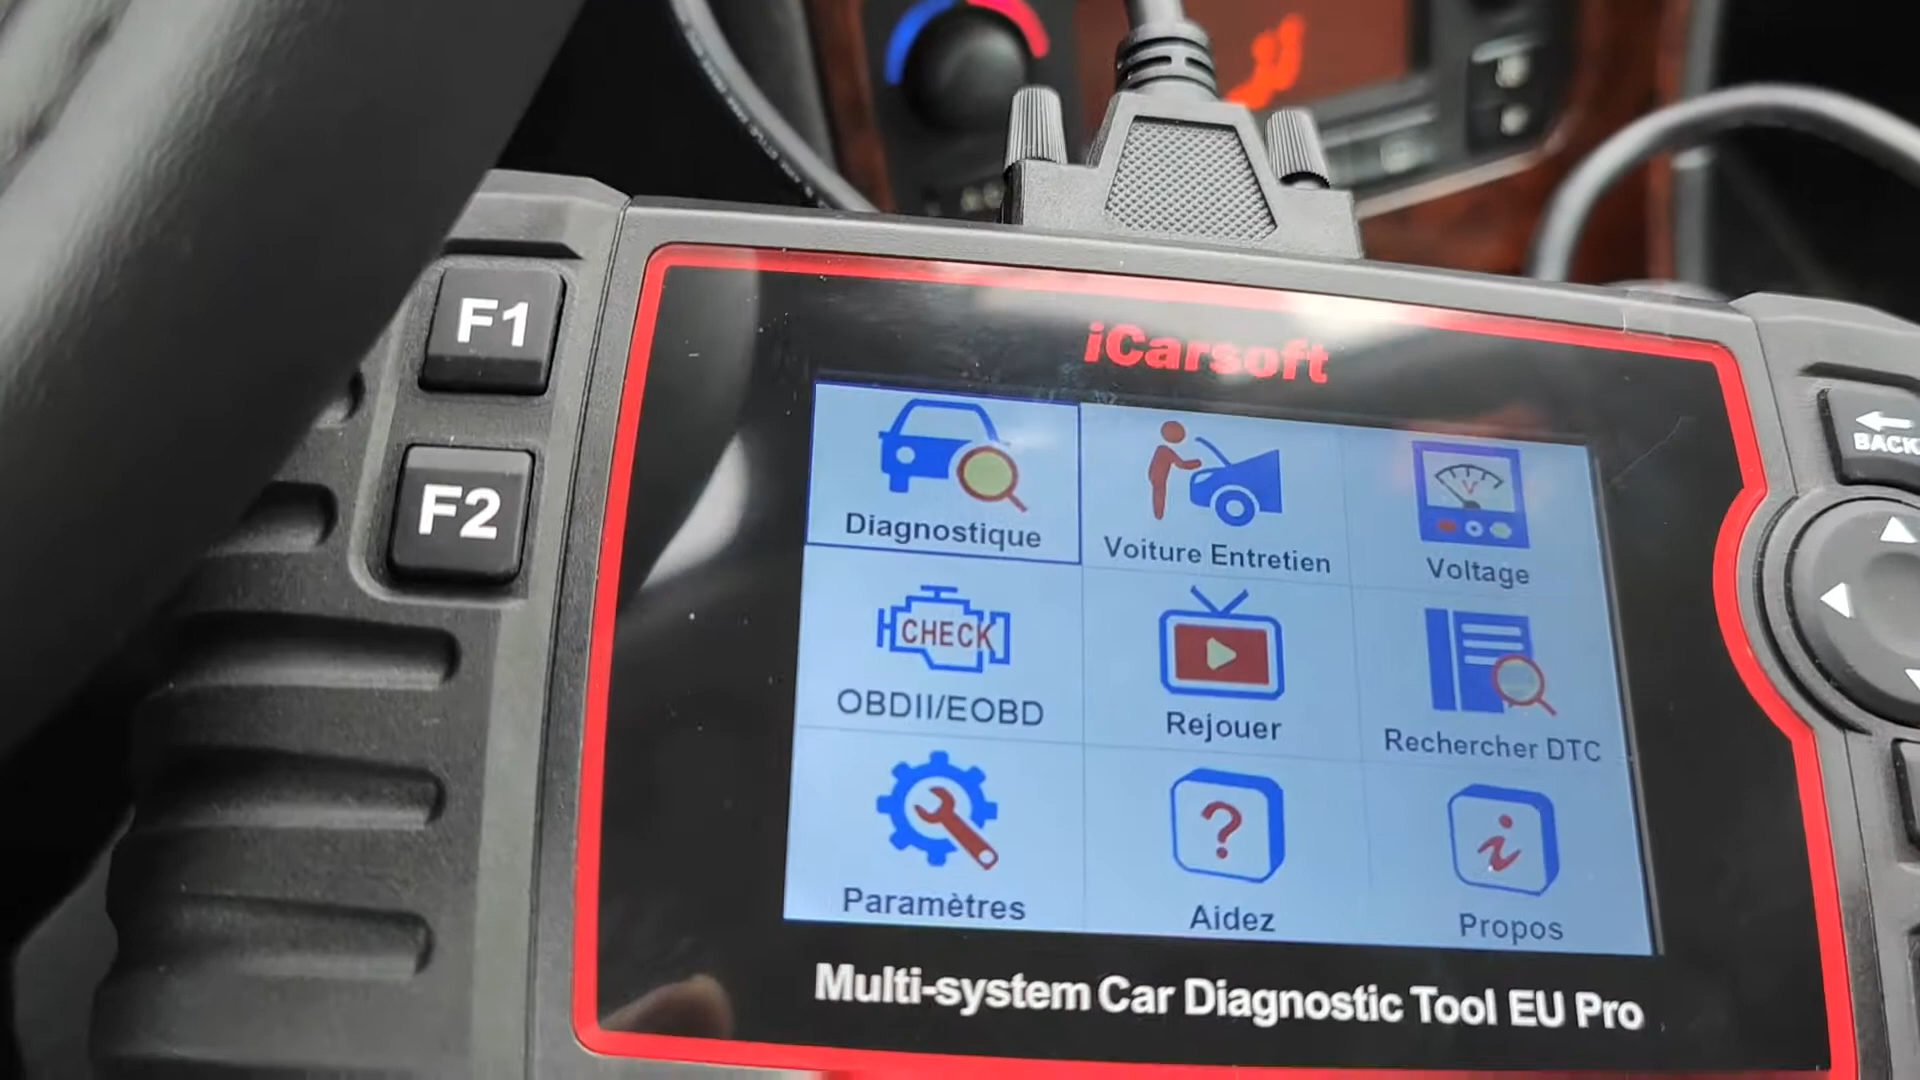 F1
F2
iCarsoft
BACK
Diagnostique
Voiture Entretien
Voltage
V
CHECK
OBDII/EOBD
Rejouer
Rechercher DTC
Paramètres
?
Aidez
i
Propos
Multi-system Car Diagnostic Tool EU Pro